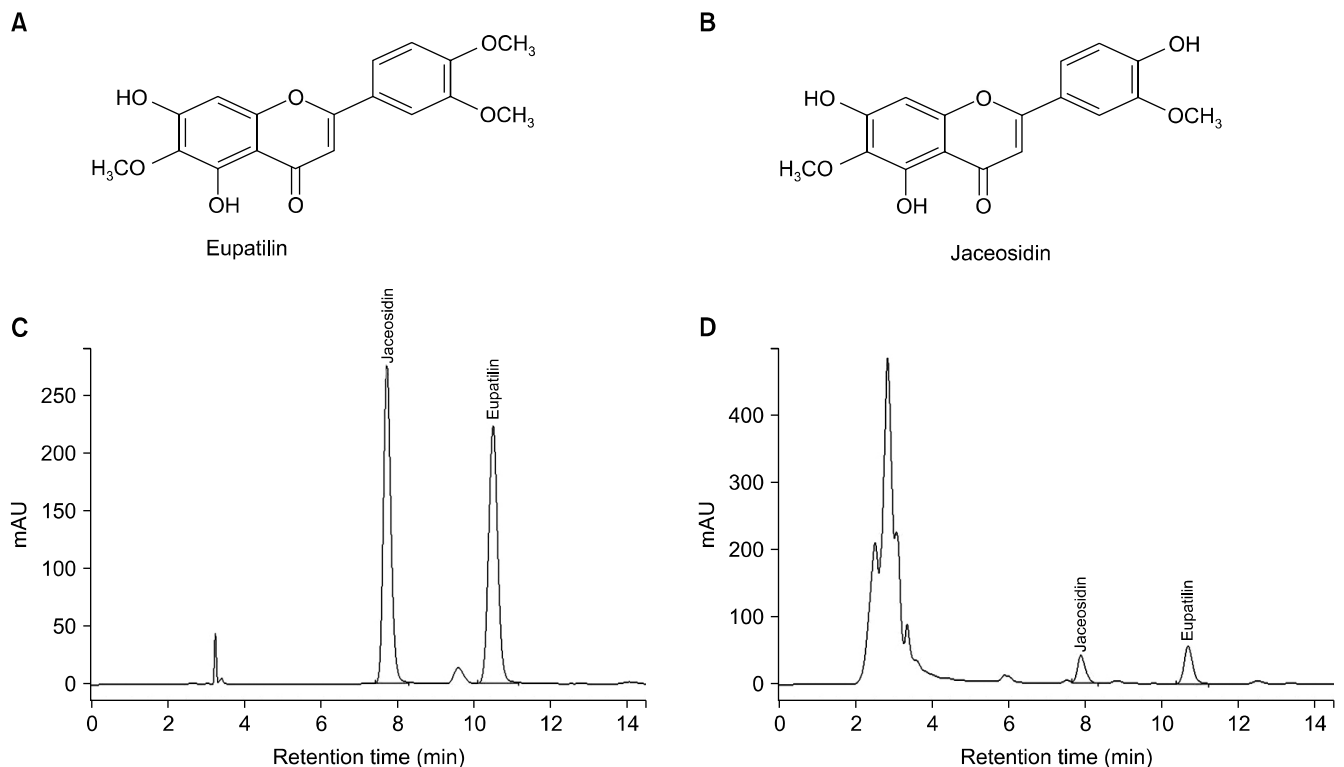 A
OCH3
HO
O
OCH3
H3CO
OH
O
Eupatilin
B
OH
HO
O
OCH3
H3CO
OH
O
Jaceosidin
C
mAU
250
200
150
100
50
0
Jaceosidin
Eupatilin
0 2 4 6 8 10 12 14
Retention time (min)
D
mAU
400
300
200
100
0
Jaceosidin
Eupatilin
0 2 4 6 8 10 12 14
Retention time (min)